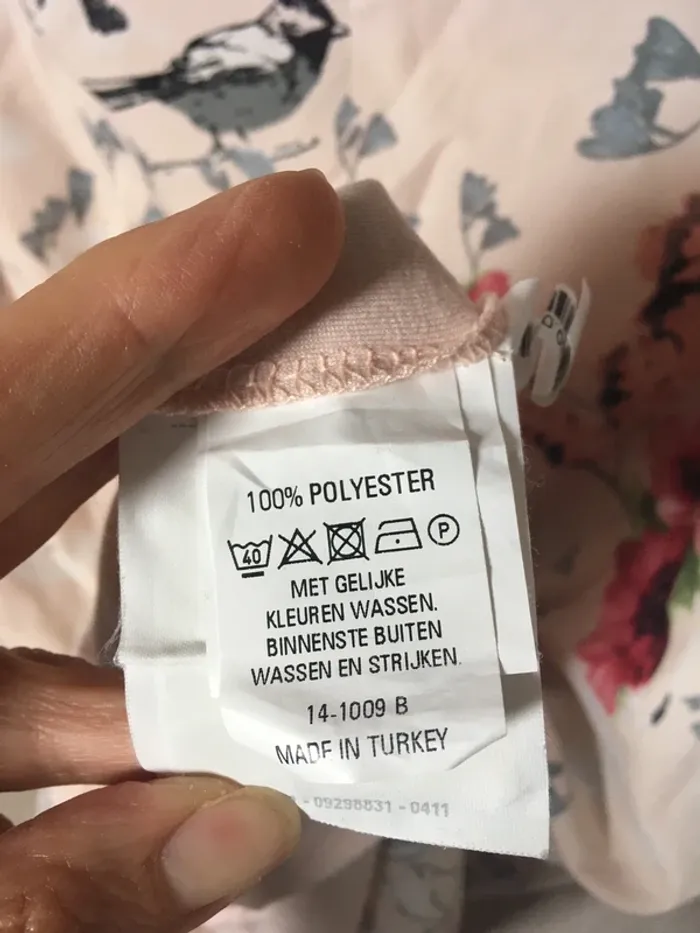 100% POLYESTER
40 P
MET GELIJKE
KLEUREN WASSEN.
BINNENSTE BUITEN
WASSEN EN STRIJKEN.
14-1009 B
MADE IN TURKEY
- 09298831 - 0411